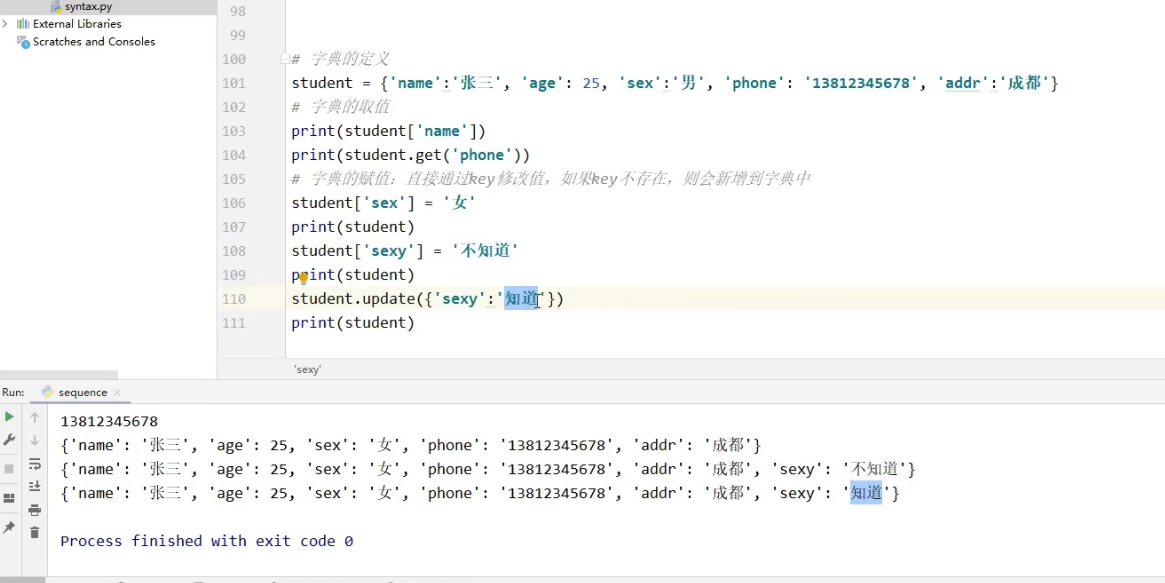 syntax.py
External Libraries
Scratches and Consoles
98
99
100 # 字典的定义
101 student = {'name':'张三', 'age': 25, 'sex':'男', 'phone': '13812345678', 'addr':'成都'}
102 # 字典的取值
103 print(student['name'])
104 print(student.get('phone'))
105 # 字典的赋值：直接通过key修改值，如果key不存在，则会新增到字典中
106 student['sex'] = '女'
107 print(student)
108 student['sexy'] = '不知道'
109 print(student)
110 student.update({'sexy':'知道'})
111 print(student)
'sexy'
Run: sequence
13812345678
{'name': '张三', 'age': 25, 'sex': '女', 'phone': '13812345678', 'addr': '成都'}
{'name': '张三', 'age': 25, 'sex': '女', 'phone': '13812345678', 'addr': '成都', 'sexy': '不知道'}
{'name': '张三', 'age': 25, 'sex': '女', 'phone': '13812345678', 'addr': '成都', 'sexy': '知道'}
Process finished with exit code 0